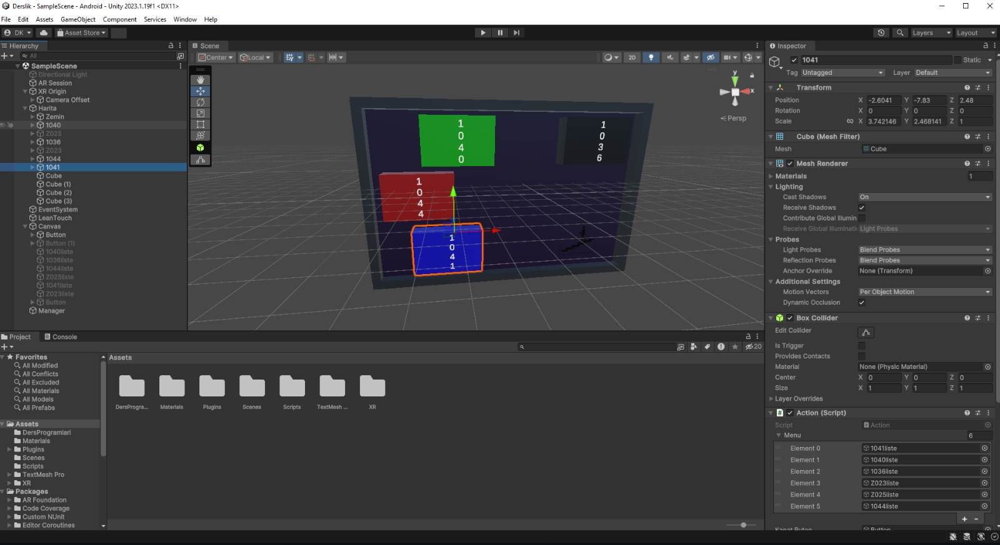 Derslik - SampleScene - Android - Unity 2023.1.19f1 <DX11>
File Edit Assets GameObject Component Services Window Help
DK Asset Store Layers Layout
Hierarchy
All
SampleScene
Directional Light
AR Session
XR Origin
Camera Offset
Harita
Zemin
1040
Z025
1036
Z023
1044
1041
Cube
Cube (1)
Cube (2)
Cube (3)
EventSystem
LeanTouch
Canvas
Button
Button (1)
1040liste
1036liste
1044liste
Z025liste
1041liste
Z023liste
Button
Manager
Scene
Center Local 2D
y
x
Persp
1
0
4
0
1
0
3
6
1
0
4
4
1
0
4
1
Project Console
20
Favorites
All Modified
All Conflicts
All Excluded
All Materials
All Models
All Prefabs
Assets
DersProgramlari
Materials
Plugins
Scenes
Scripts
TextMesh Pro
XR
Packages
AR Foundation
Code Coverage
Custom NUnit
Editor Coroutines
Assets
DersProgra... Materials Plugins Scenes Scripts TextMesh ... XR
Inspector
1041 Static
Tag Untagged Layer Default
Transform
Position X -2.6041 Y -7.83 Z 2.48
Rotation X 0 Y 0 Z 0
Scale X 3.742146 Y 2.468141 Z 1
Cube (Mesh Filter)
Mesh Cube
Mesh Renderer
Materials 1
Lighting
Cast Shadows On
Receive Shadows
Contribute Global Illumin
Receive Global Illuminati Light Probes
Probes
Light Probes Blend Probes
Reflection Probes Blend Probes
Anchor Override None (Transform)
Additional Settings
Motion Vectors Per Object Motion
Dynamic Occlusion
Box Collider
Edit Collider
Is Trigger
Provides Contacts
Material None (Physic Material)
Center X 0 Y 0 Z 0
Size X 1 Y 1 Z 1
Layer Overrides
Action (Script)
Script Action
Menu 6
Element 0 1041liste
Element 1 1040liste
Element 2 1036liste
Element 3 Z023liste
Element 4 Z025liste
Element 5 1044liste
+ -
Kapat Buton Button